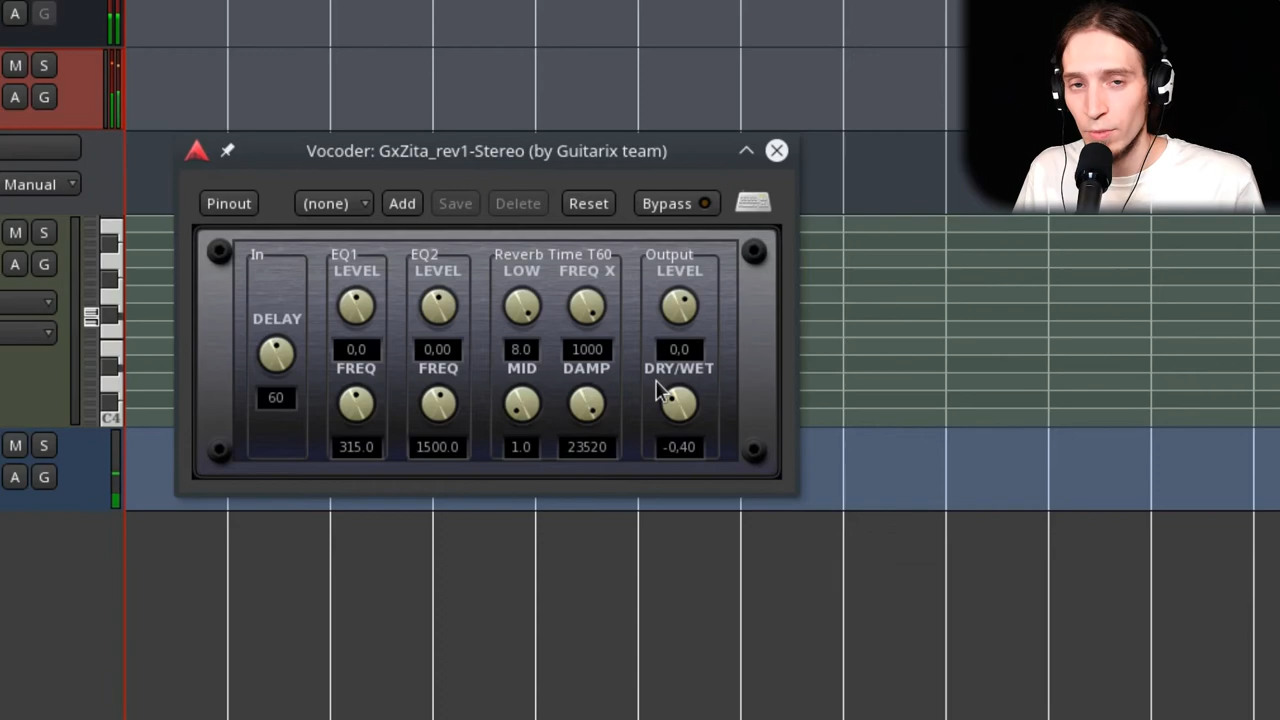 A G
M S
A G
Manual
M S
A G
C4
M S
A G
Vocoder: GxZita_rev1-Stereo (by Guitarix team)
Pinout (none) Add Save Delete Reset Bypass
In EQ1 EQ2 Reverb Time T60 Output
LEVEL LEVEL LOW FREQ X LEVEL
DELAY
0,0 0,00 8.0 1000 0,0
FREQ FREQ MID DAMP DRY/WET
60
315.0 1500.0 1.0 23520 -0,40